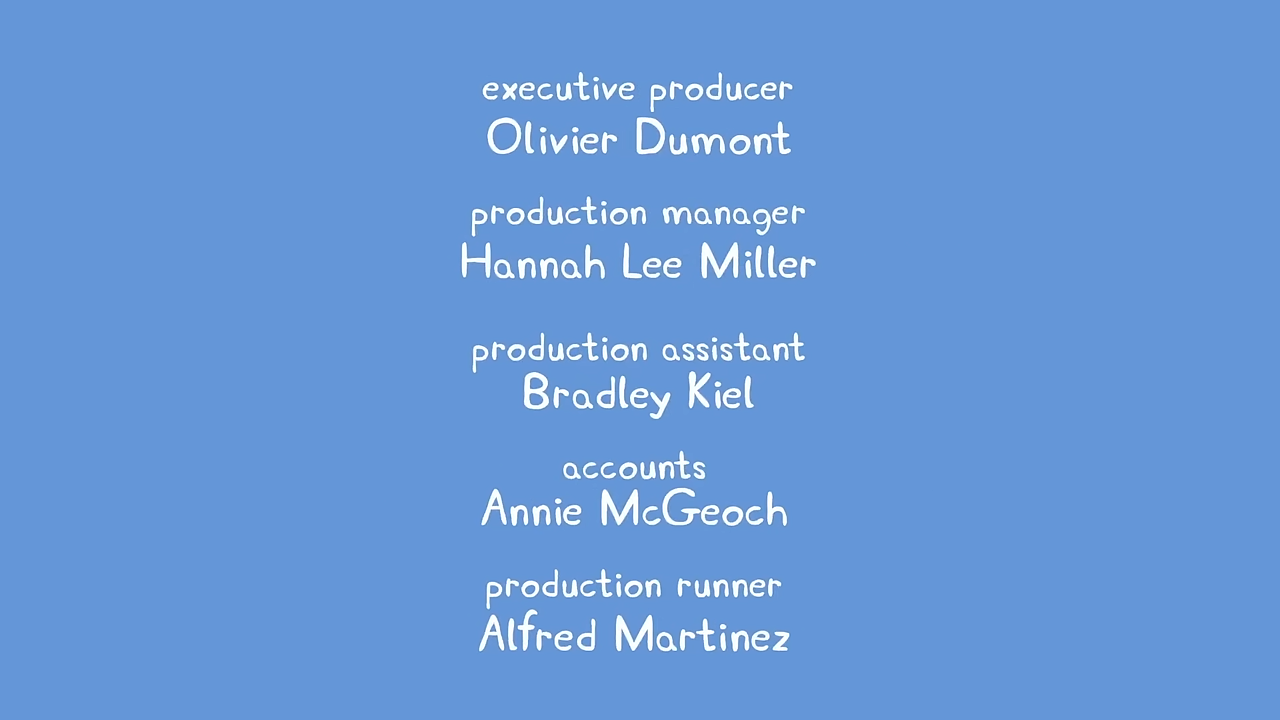 executive producer
Olivier Dumont
production manager
Hannah Lee Miller
production assistant
Bradley Kiel
accounts
Annie McGeoch
production runner
Alfred Martinez